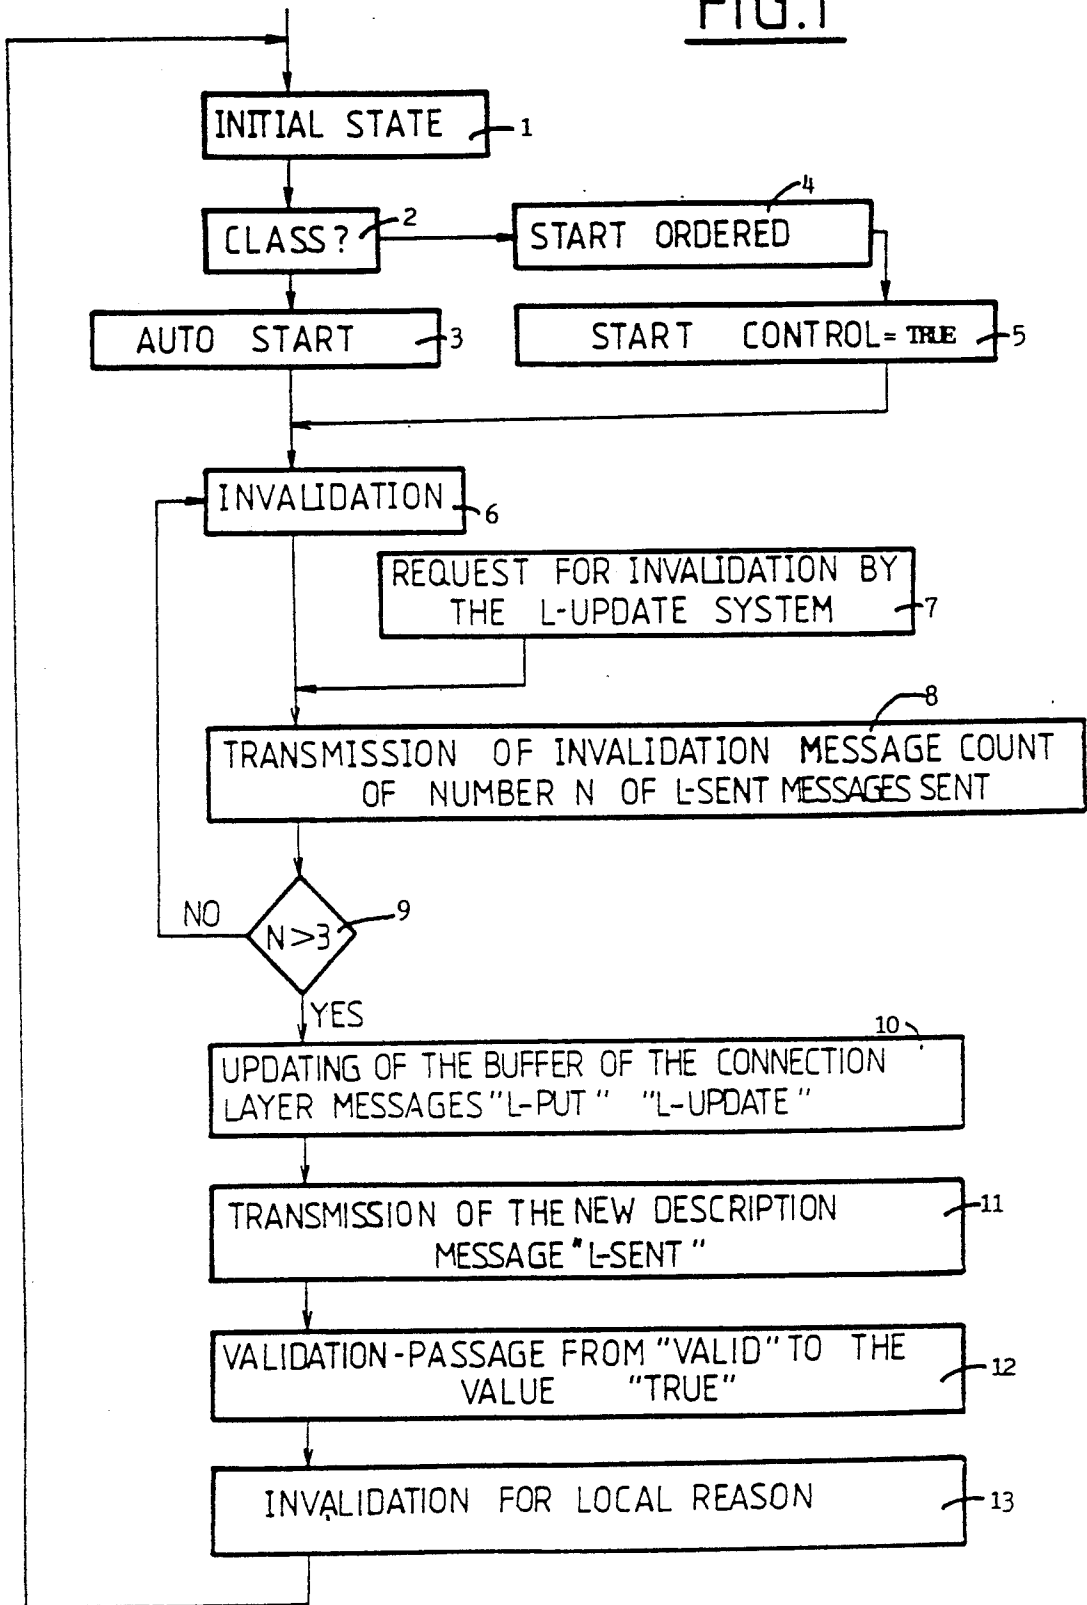 FIG.1
INITIAL STATE
1
CLASS?
2
4
START ORDERED
AUTO START
3
START CONTROL = TRUE
5
INVALIDATION
6
REQUEST FOR INVALIDATION BY
THE L-UPDATE SYSTEM
7
8
TRANSMISSION OF INVALIDATION MESSAGE COUNT
OF NUMBER N OF L-SENT MESSAGES SENT
NO
N>3
9
YES
10
UPDATING OF THE BUFFER OF THE CONNECTION
LAYER MESSAGES "L-PUT" "L-UPDATE"
TRANSMISSION OF THE NEW DESCRIPTION
MESSAGE "L-SENT"
11
VALIDATION-PASSAGE FROM "VALID" TO THE
VALUE "TRUE"
12
INVALIDATION FOR LOCAL REASON
13